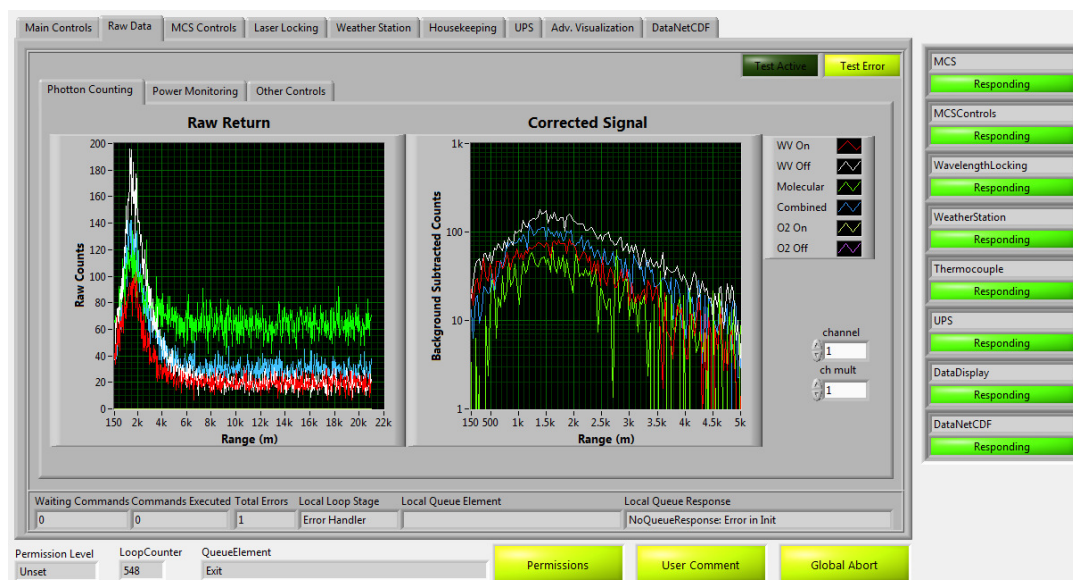 Main Controls Raw Data MCS Controls Laser Locking Weather Station Housekeeping UPS Adv. Visualization DataNetCDF
Test Active Test Error
Photton Counting Power Monitoring Other Controls
Raw Return
200
180
160
140
120
100
80
60
40
20
0
Raw Counts
150 2k 4k 6k 8k 10k 12k 14k 16k 18k 20k 22k
Range (m)
Corrected Signal
1k
100
10
1
Background Subtracted Counts
150 500 1k 1.5k 2k 2.5k 3k 3.5k 4k 4.5k 5k
Range (m)
WV On
WV Off
Molecular
Combined
O2 On
O2 Off
channel
1
ch mult
1
Waiting Commands Commands Executed Total Errors Local Loop Stage Local Queue Element Local Queue Response
0 0 1 Error Handler NoQueueResponse: Error in Init
Permission Level LoopCounter QueueElement
Unset 548 Exit
Permissions User Comment Global Abort
MCS
Responding
MCSControls
Responding
WavelengthLocking
Responding
WeatherStation
Responding
Thermocouple
Responding
UPS
Responding
DataDisplay
Responding
DataNetCDF
Responding